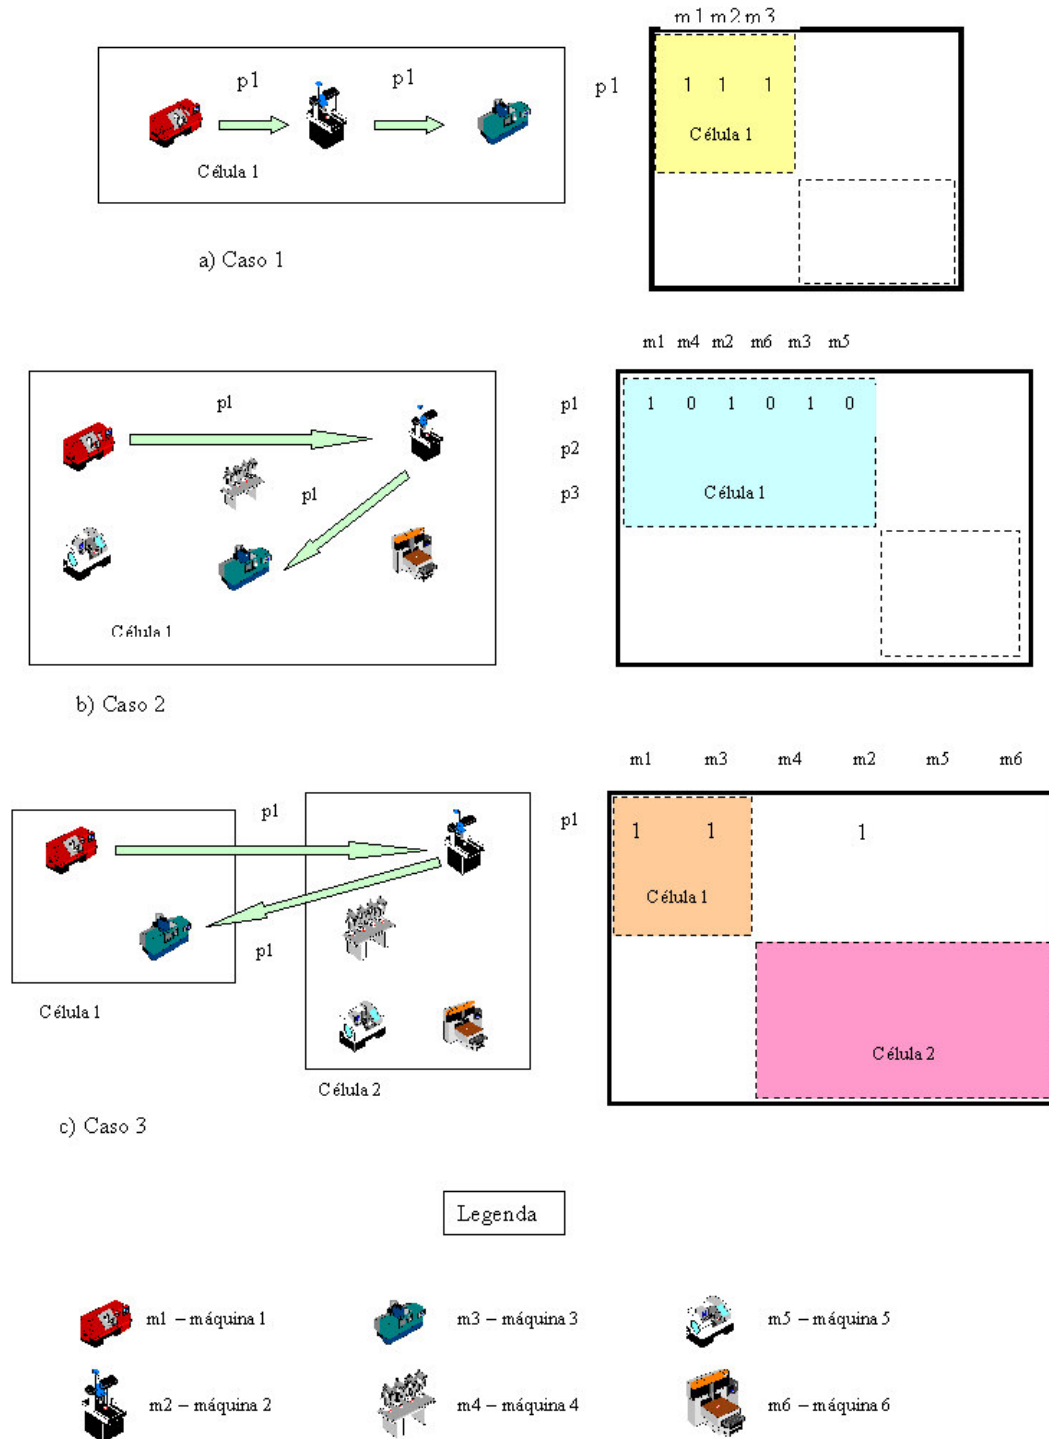 m1 m2 m3
p1 p1 p1 1 1 1
Célula 1
Célula 1
a) Caso 1
m1 m4 m2 m6 m3 m5
p1 p1 1 0 1 0 1 0
p2
p1 p3 Célula 1
Célula 1
b) Caso 2
m1 m3 m4 m2 m5 m6
p1 p1 1 1 1
Célula 1
p1
Célula 1
Célula 2
Célula 2
c) Caso 3
Legenda
m1 – máquina 1 m3 – máquina 3 m5 – máquina 5
m2 – máquina 2 m4 – máquina 4 m6 – máquina 6